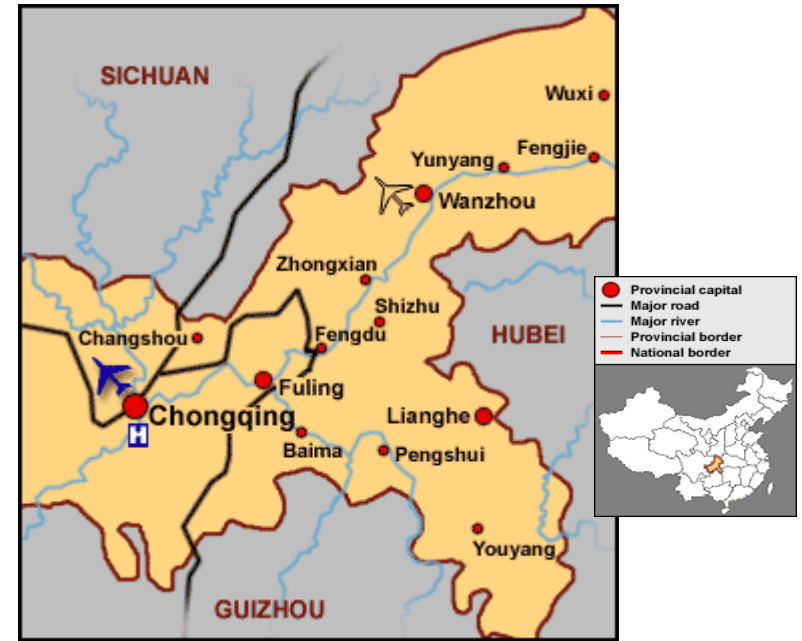 SICHUAN
Wuxi
Fengjie
Yunyang
Wanzhou
Zhongxian
Shizhu
Changshou
Fengdu
HUBEI
Fuling
Chongqing
Lianghe
H
Baima
Pengshui
Youyang
GUIZHOU
Provincial capital
Major road
Major river
Provincial border
National border